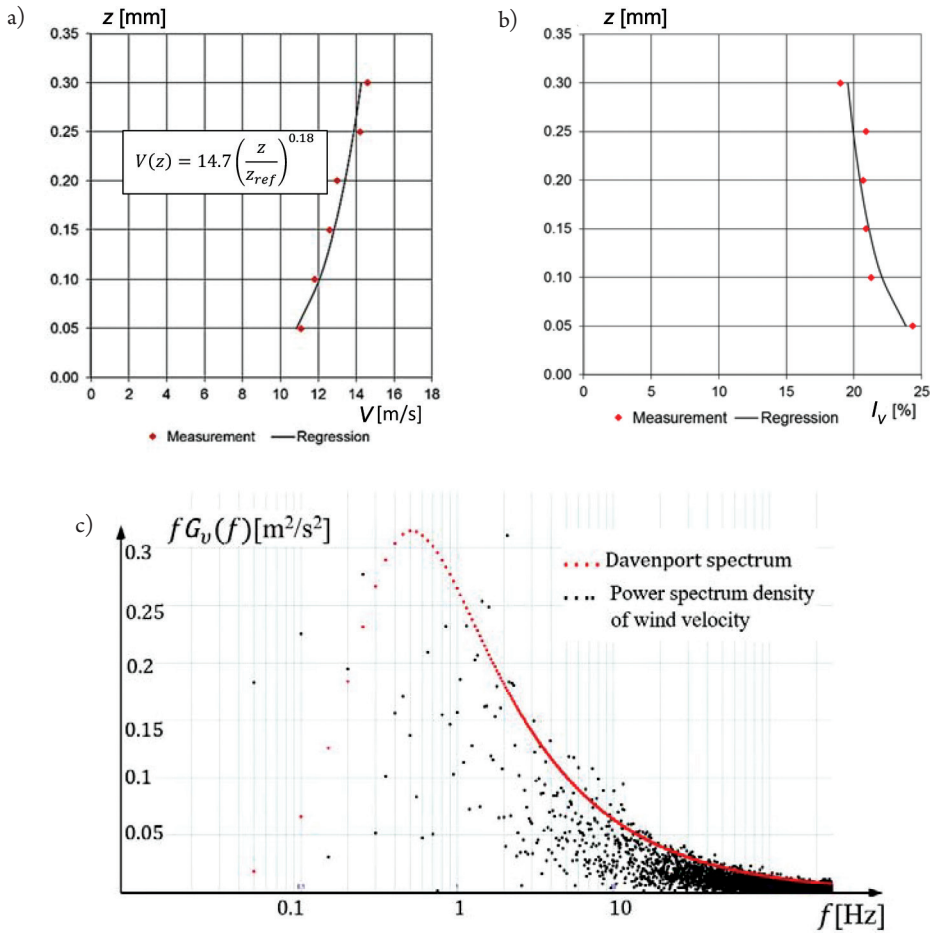 a)
z [mm]
0.35
0.30
0.25
0.20
0.15
0.10
0.05
0.00
V(z) = 14.7 (z/z_ref)^0.18
0 2 4 6 8 10 12 14 16 18
V [m/s]
Measurement Regression
b)
z [mm]
0.35
0.30
0.25
0.20
0.15
0.10
0.05
0.00
0 5 10 15 20 25
I_v [%]
Measurement Regression
c)
fG_υ(f)[m²/s²]
0.3
0.25
0.2
0.15
0.1
0.05
Davenport spectrum
Power spectrum density
of wind velocity
0.1 1 10
f[Hz]